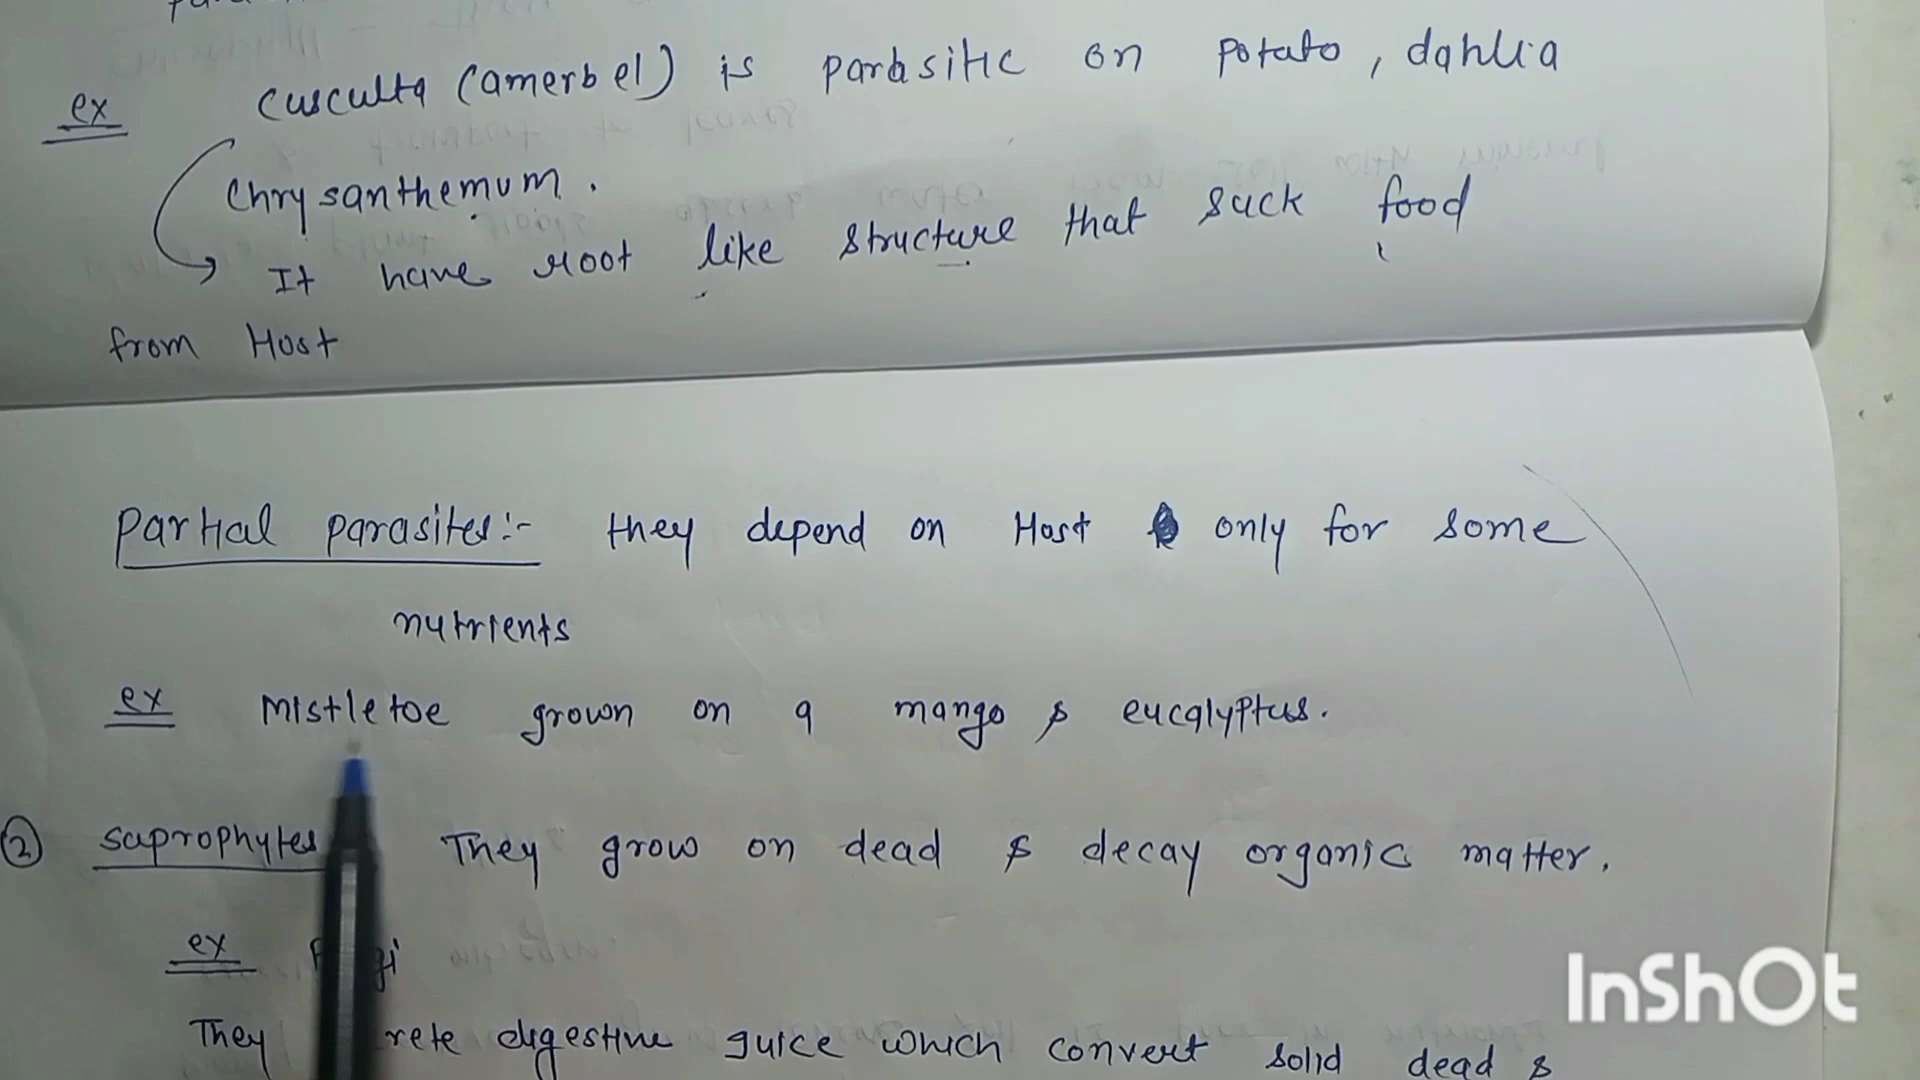 ex cusculta (amerbel) is parasitic on potato, dahlia
Chrysanthemum.
It have root like structure that suck food
from Host
Partial parasites:- they depend on Host only for some
nutrients
ex Mistletoe grown on a mango & eucalyptus.
② saprophytes They grow on dead & decay organic matter.
ex
They digestive juice which convert solid dead &
InShOt